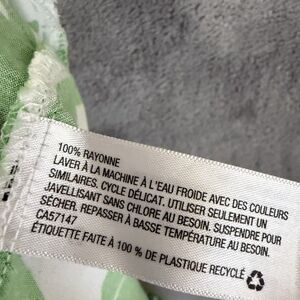 100% RAYONNE
LAVER À LA MACHINE À L'EAU FROIDE AVEC DES COULEURS
SIMILAIRES. CYCLE DÉLICAT. UTILISER SEULEMENT UN
JAVELLISANT SANS CHLORE AU BESOIN. SUSPENDRE POUR
SÉCHER. REPASSER À BASSE TEMPÉRATURE AU BESOIN.
CA57147
ÉTIQUETTE FAITE À 100 % DE PLASTIQUE RECYCLÉ